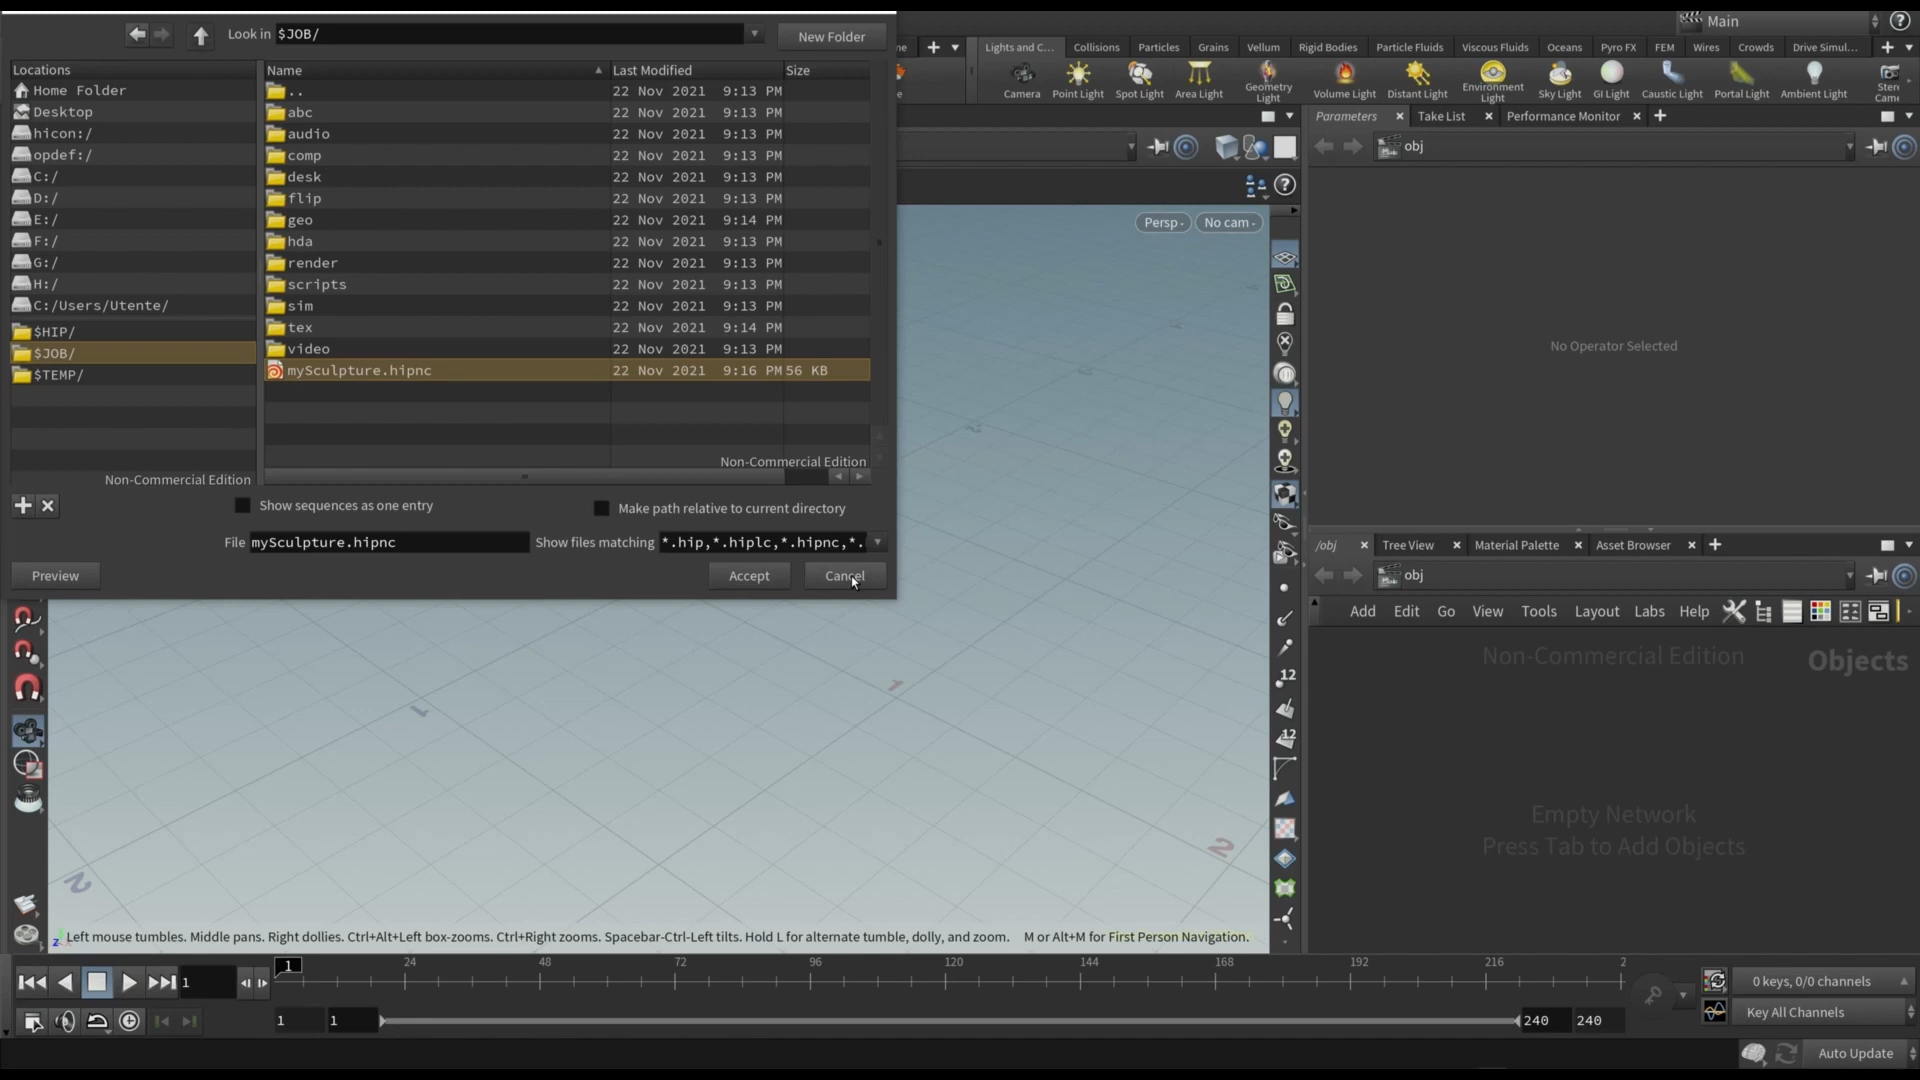 Look in $JOB/ New Folder
Main
Locations
Home Folder
Desktop
hicon:/
opdef:/
C:/
D:/
E:/
F:/
G:/
H:/
C:/Users/Utente/
$HIP/
$JOB/
$TEMP/
Non-Commercial Edition
Name Last Modified Size
.. 22 Nov 2021 9:13 PM
abc 22 Nov 2021 9:13 PM
audio 22 Nov 2021 9:13 PM
comp 22 Nov 2021 9:13 PM
desk 22 Nov 2021 9:13 PM
flip 22 Nov 2021 9:13 PM
geo 22 Nov 2021 9:14 PM
hda 22 Nov 2021 9:13 PM
render 22 Nov 2021 9:13 PM
scripts 22 Nov 2021 9:13 PM
sim 22 Nov 2021 9:13 PM
tex 22 Nov 2021 9:14 PM
video 22 Nov 2021 9:13 PM
mySculpture.hipnc 22 Nov 2021 9:16 PM 56 KB
Non-Commercial Edition
Show sequences as one entry Make path relative to current directory
File mySculpture.hipnc Show files matching *.hip,*.hiplc,*.hipnc,*.
Preview Accept Cancel
Lights and C... Collisions Particles Grains Vellum Rigid Bodies Particle Fluids Viscous Fluids Oceans Pyro FX FEM Wires Crowds Drive Simul...
Camera Point Light Spot Light Area Light Geometry Light Volume Light Distant Light Environment Light Sky Light GI Light Caustic Light Portal Light Ambient Light
Parameters Take List Performance Monitor
obj
Persp No cam
No Operator Selected
/obj Tree View Material Palette Asset Browser
obj
Add Edit Go View Tools Layout Labs Help
Non-Commercial Edition Objects
Empty Network
Press Tab to Add Objects
12
12
1 1
2 2
Left mouse tumbles. Middle pans. Right dollies. Ctrl+Alt+Left box-zooms. Ctrl+Right zooms. Spacebar-Ctrl-Left tilts. Hold L for alternate tumble, dolly, and zoom. M or Alt+M for First Person Navigation.
z
1 1 24 48 72 96 120 144 168 192 216 2
0 keys, 0/0 channels
1 1 240 240
Key All Channels
Auto Update